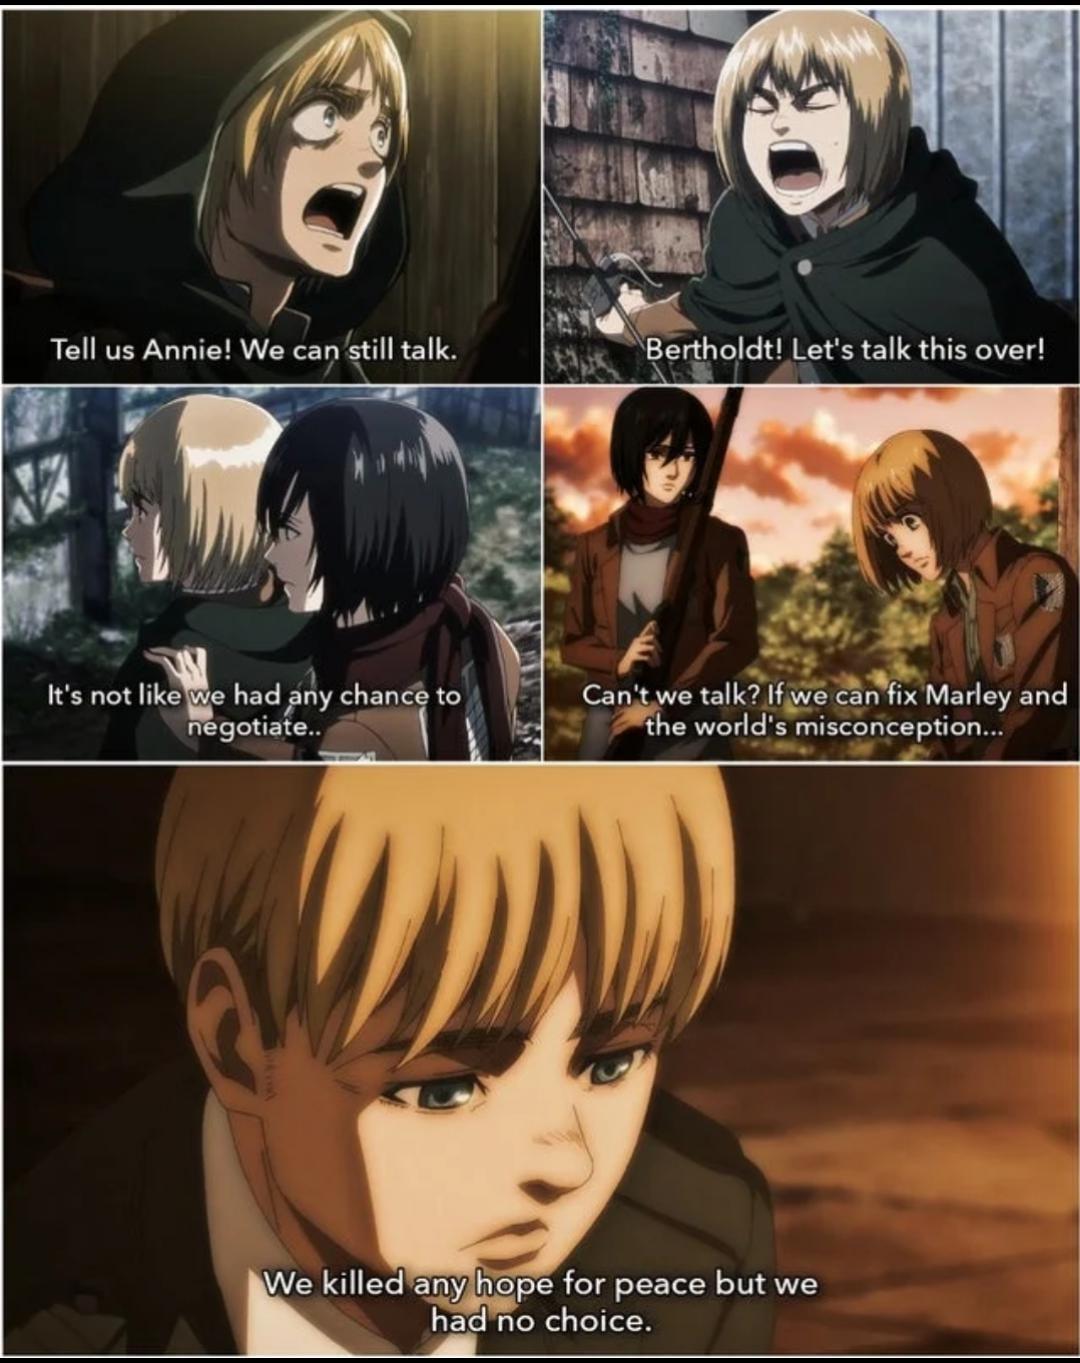 Tell us Annie! We can still talk.
Bertholdt! Let's talk this over!
It's not like we had any chance to
negotiate..
Can't we talk? If we can fix Marley and
the world's misconception...
We killed any hope for peace but we
had no choice.